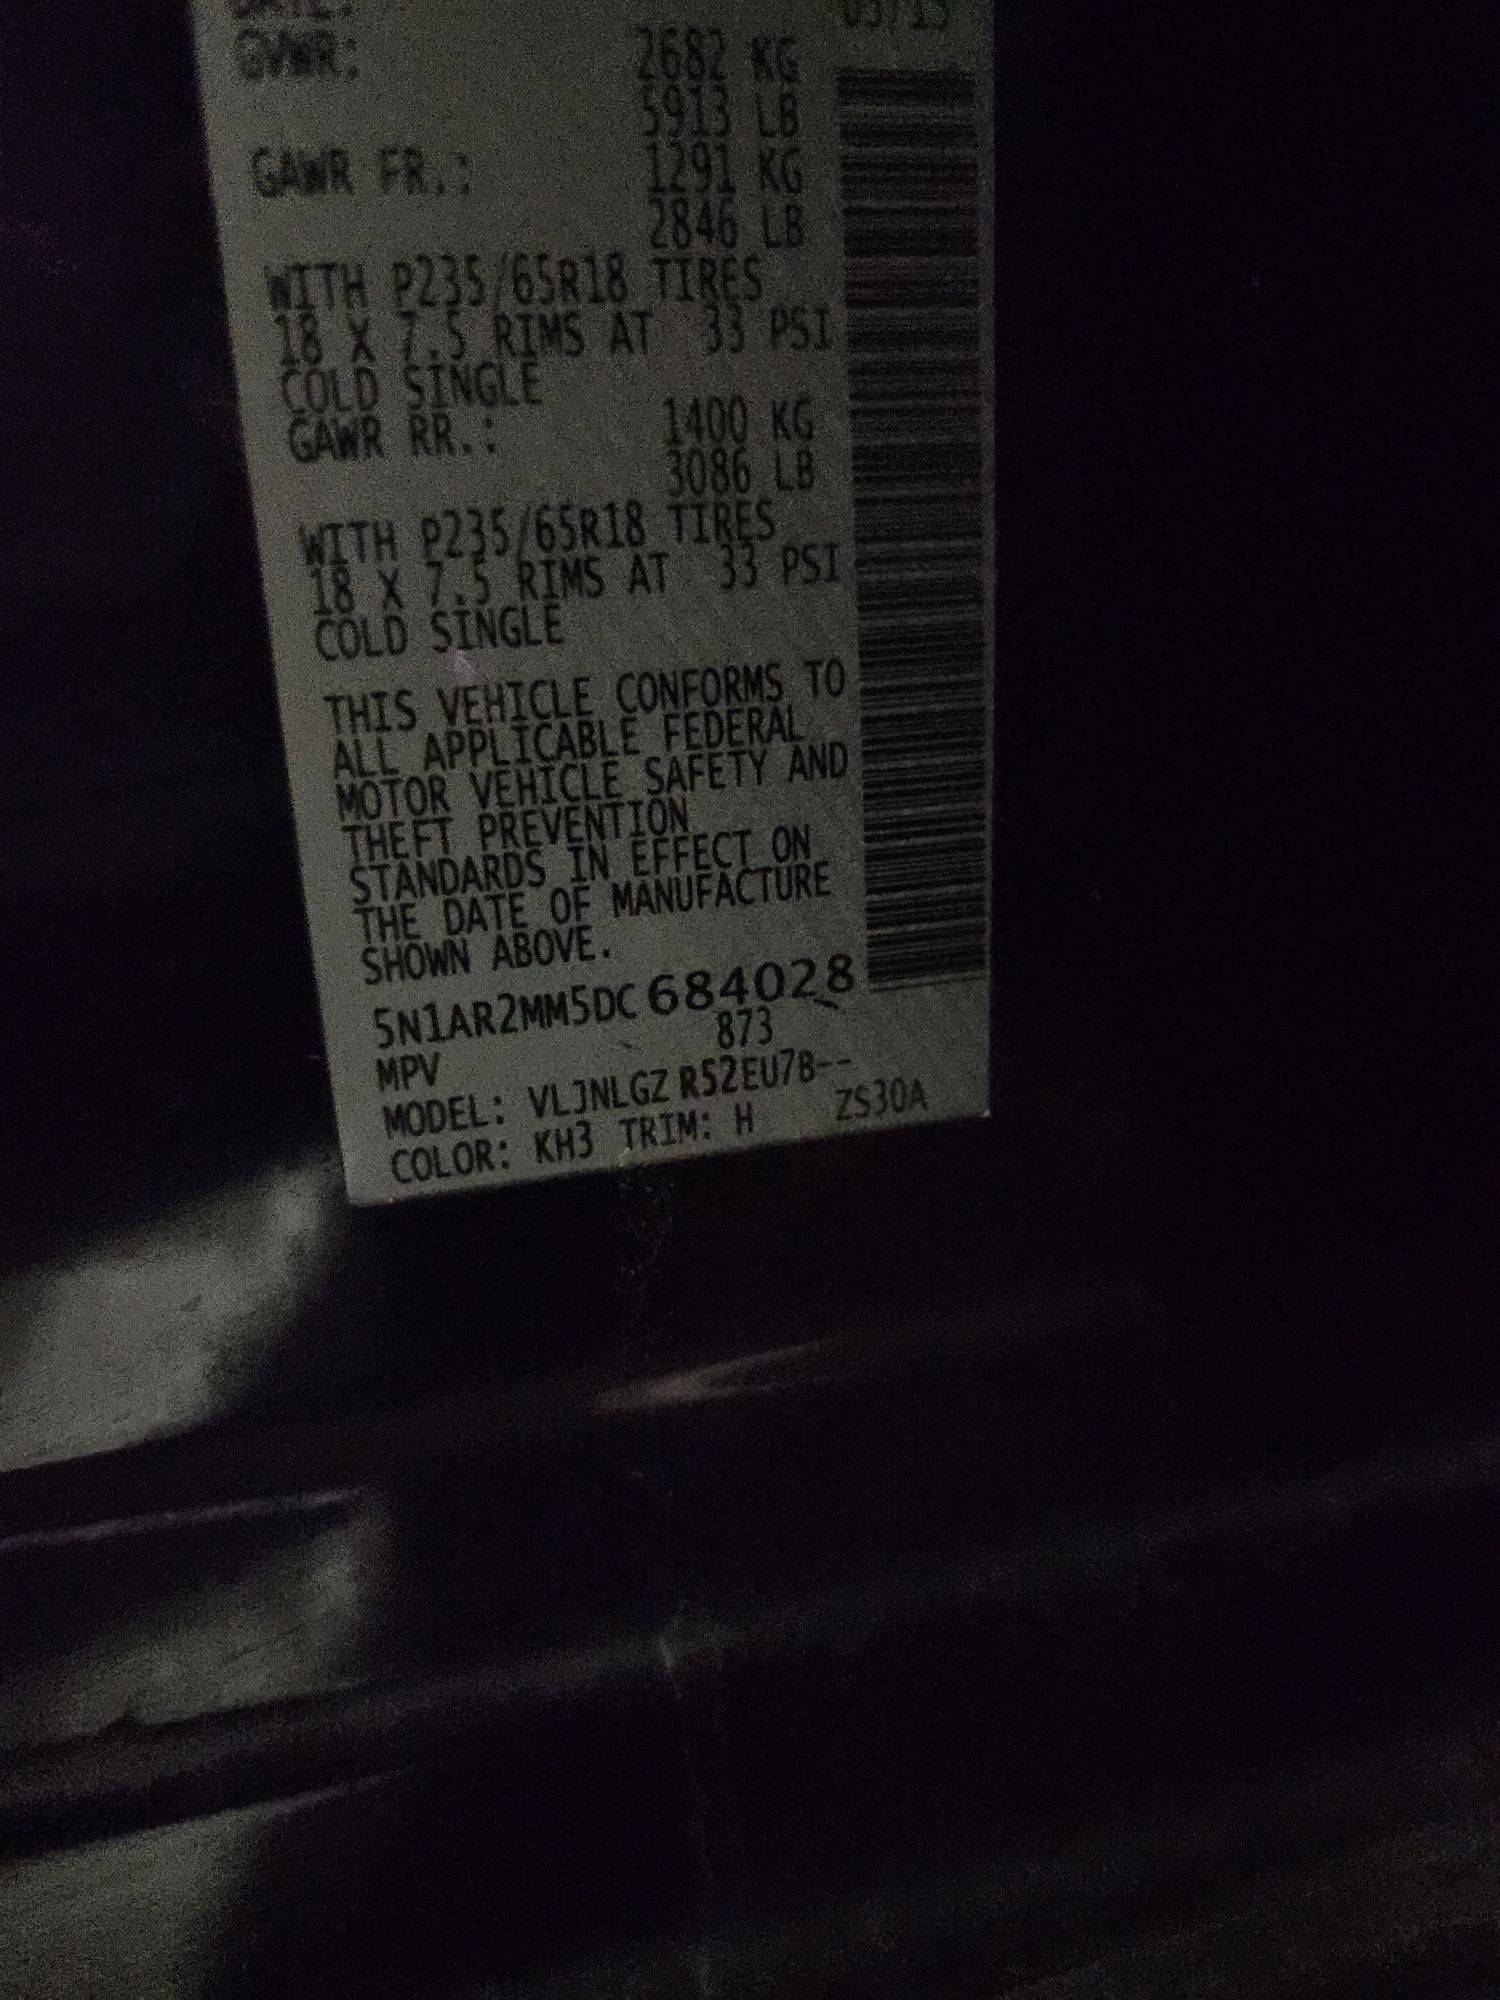 DATE: 03/13
GVWR: 2682 KG
5913 LB
GAWR FR.: 1291 KG
2846 LB
WITH P235/65R18 TIRES
18 X 7.5 RIMS AT 33 PSI
COLD SINGLE
GAWR RR.: 1400 KG
3086 LB
WITH P235/65R18 TIRES
18 X 7.5 RIMS AT 33 PSI
COLD SINGLE
THIS VEHICLE CONFORMS TO
ALL APPLICABLE FEDERAL
MOTOR VEHICLE SAFETY AND
THEFT PREVENTION
STANDARDS IN EFFECT ON
THE DATE OF MANUFACTURE
SHOWN ABOVE.
5N1AR2MM5DC684028
MPV 873
MODEL: VLJNLGZ R52EU7B--
COLOR: KH3 TRIM: H ZS30A